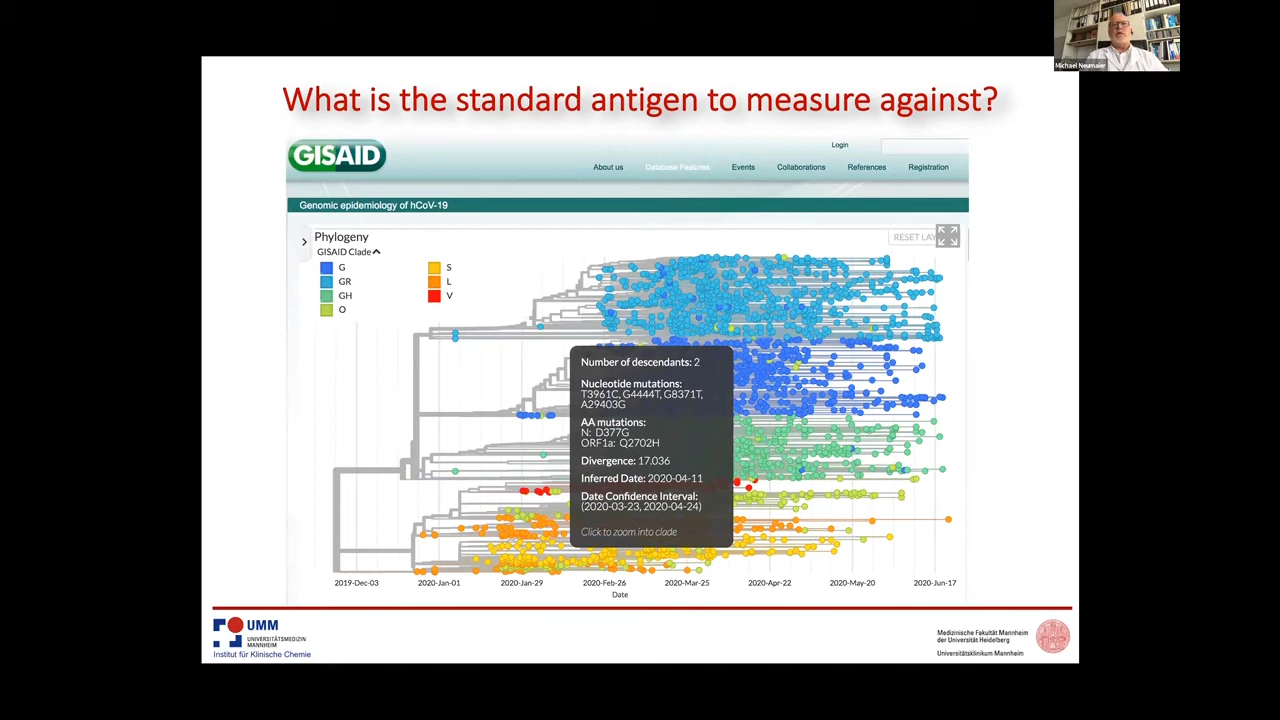 Michael Neumaier
What is the standard antigen to measure against?
GISAID
Login
About us
Database Features
Events
Collaborations
References
Registration
Genomic epidemiology of hCoV-19
Phylogeny
RESET LAY
GISAID Clade
G
S
GR
L
GH
V
O
Number of descendants: 2
Nucleotide mutations:
T3961C, G4444T, G8371T,
A29403G
AA mutations:
N: D377G
ORF1a: Q2702H
Divergence: 17.036
Inferred Date: 2020-04-11
Date Confidence Interval:
(2020-03-23, 2020-04-24)
Click to zoom into clade
2019-Dec-03
2020-Jan-01
2020-Jan-29
2020-Feb-26
2020-Mar-25
2020-Apr-22
2020-May-20
2020-Jun-17
Date
UMM
UNIVERSITÄTSMEDIZIN
MANNHEIM
Institut für Klinische Chemie
Medizinische Fakultät Mannheim
der Universität Heidelberg
Universitätsklinikum Mannheim